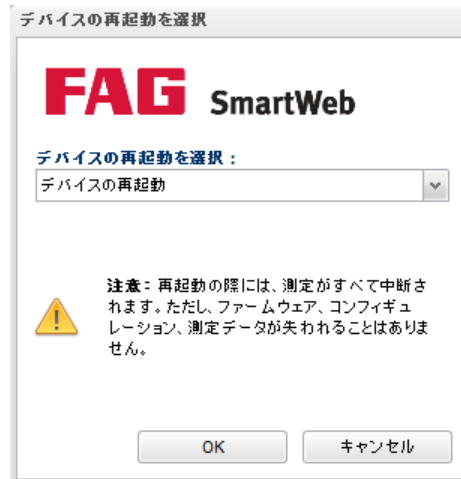 デバイスの再起動を選択
FAG SmartWeb
デバイスの再起動を選択：
デバイスの再起動
注意：再起動の際には、測定がすべて中断さ
れます。ただし、ファームウェア、コンフィギュ
レーション、測定データが失われることはありま
せん。
OK キャンセル